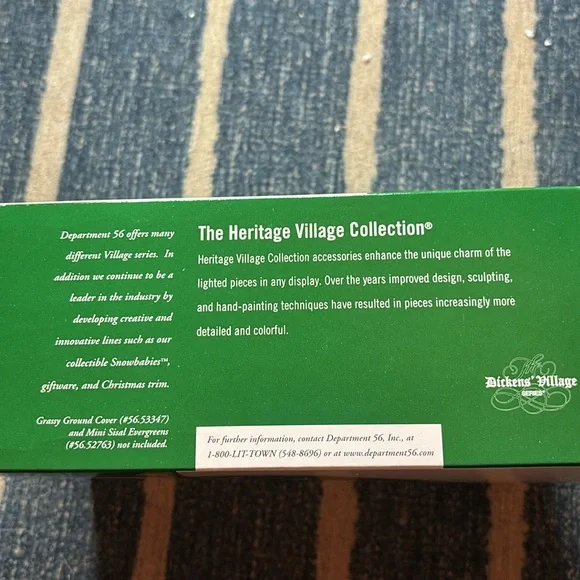 Department 56 offers many
different Village series. In
addition we continue to be a
leader in the industry by
developing creative and
innovative lines such as our
collectible Snowbabies™,
giftware, and Christmas trim.
Grassy Ground Cover (#56.53347)
and Mini Sisal Evergreens
(#56.52763) not included.
The Heritage Village Collection®
Heritage Village Collection accessories enhance the unique charm of the
lighted pieces in any display. Over the years improved design, sculpting,
and hand-painting techniques have resulted in pieces increasingly more
detailed and colorful.
The
Dickens' Village
SERIES®
For further information, contact Department 56, Inc., at
1-800-LIT-TOWN (548-8696) or at www.department56.com